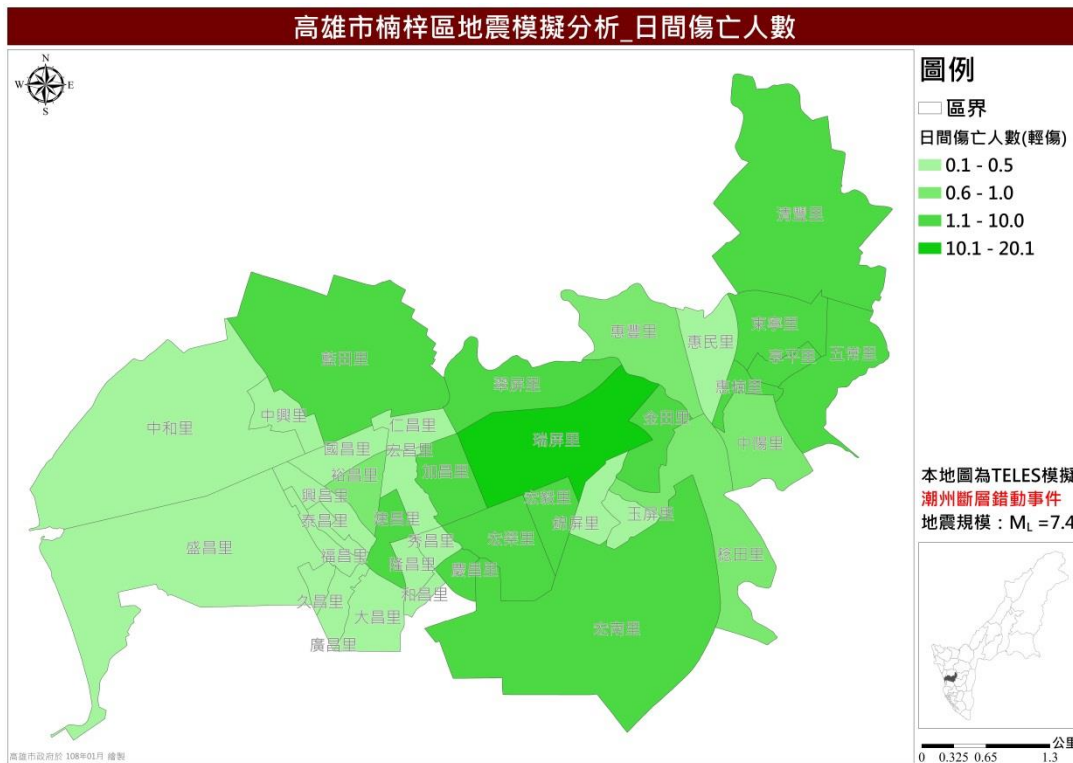 高雄市楠梓區地震模擬分析_日間傷亡人數
N
W
E
S
圖例
區界
日間傷亡人數(輕傷)
0.1 - 0.5
0.6 - 1.0
1.1 - 10.0
10.1 - 20.1
清豐里
東寧里
惠豐里
惠民里
享平里
五常里
藍田里
翠屏里
惠楠里
中興里
仁昌里
金田里
中和里
瑞屏里
中陽里
國昌里
宏昌里
裕昌里
加昌里
興昌里
宏毅里
泰昌里
錦屏里
玉屏里
秀昌里
宏榮里
盛昌里
福昌里
隆昌里
慶昌里
稔田里
久昌里
和昌里
大昌里
宏南里
廣昌里
本地圖為TELES模擬
潮州斷層錯動事件
地震規模：ML =7.4
公里
0 0.325 0.65 1.3
高雄市政府於 108年01月 繪製